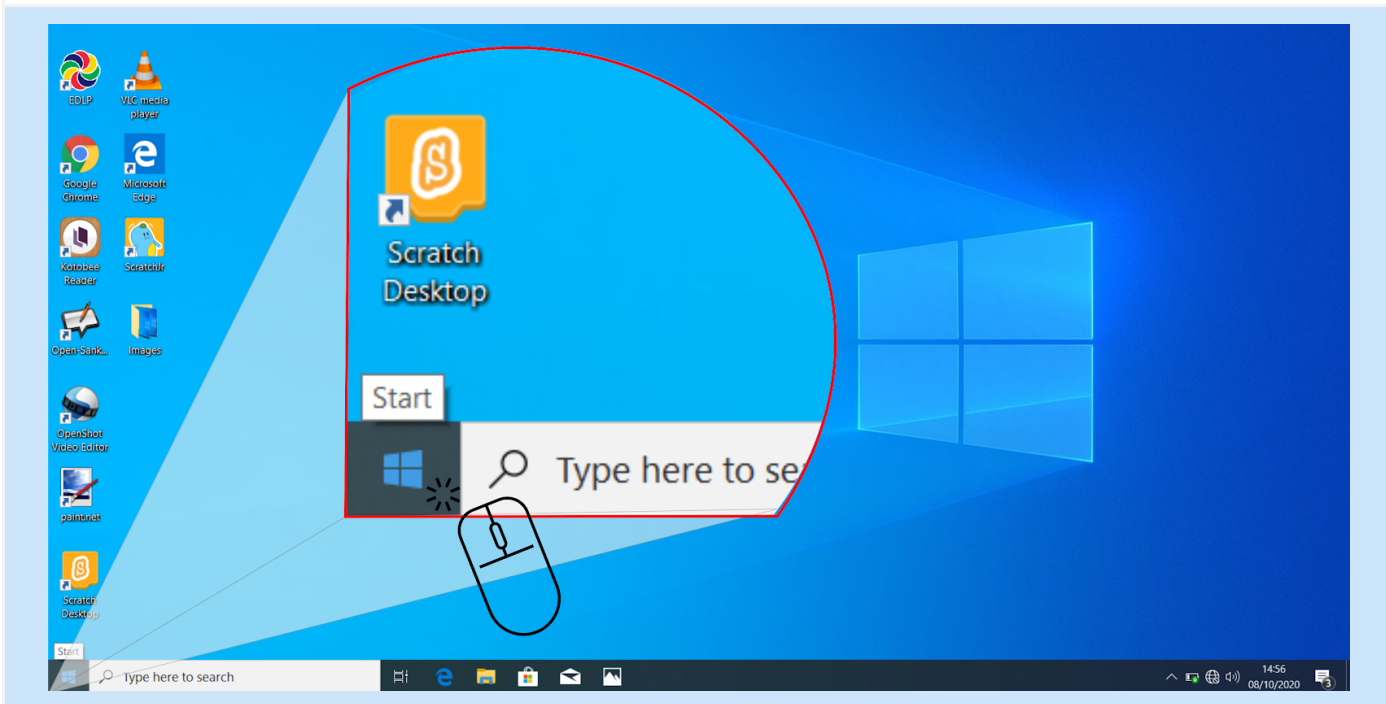 EDLP
VLC media
player
Google
Chrome
Microsoft
Edge
Kotobee
Reader
ScratchJr
Open-Sank...
Images
OpenShot
Video Editor
paint.net
Scratch
Desktop
Start
Type here to search
Scratch
Desktop
Start
Type here to sea
14:56
08/10/2020
3